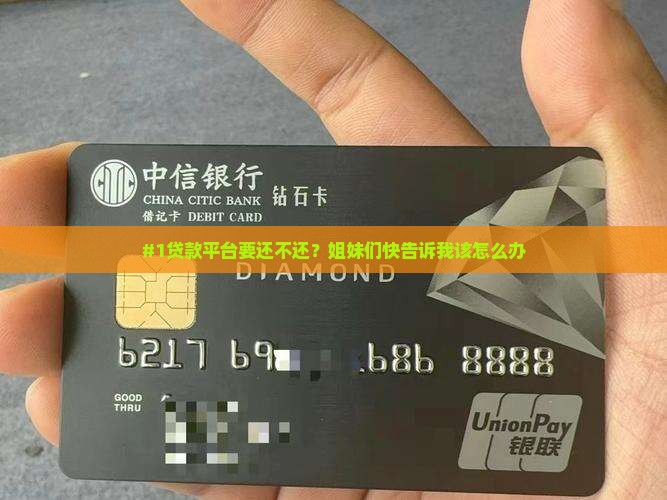 CITIC
中信银行
CHINA CITIC BANK 钻石卡
借记卡 DEBIT CARD
#1贷款平台要还不还？姐妹们快告诉我该怎么办
DIAMOND
6217 69 686 8888
GOOD
THRU
UnionPay
银联